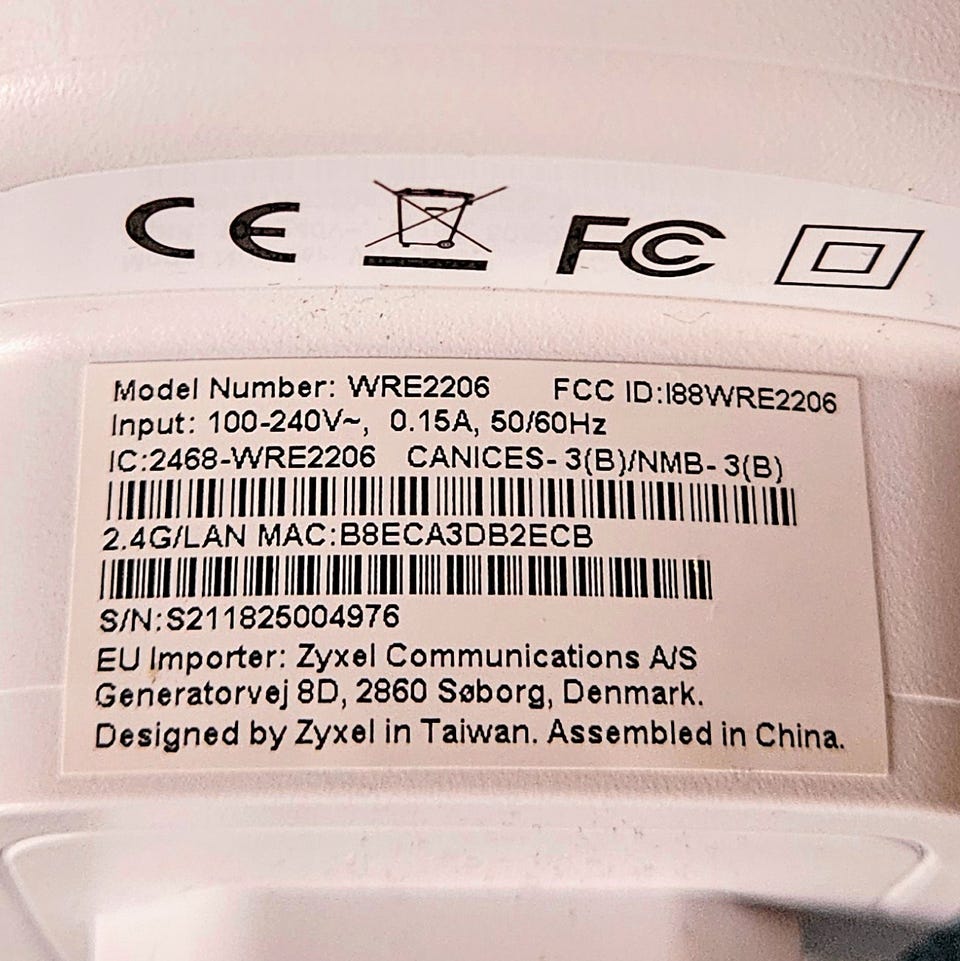 CE FC
Model Number: WRE2206 FCC ID:I88WRE2206
Input: 100-240V~, 0.15A, 50/60Hz
IC:2468-WRE2206 CANICES- 3(B)/NMB- 3(B)
2.4G/LAN MAC:B8ECA3DB2ECB
S/N:S211825004976
EU Importer: Zyxel Communications A/S
Generatorvej 8D, 2860 Søborg, Denmark.
Designed by Zyxel in Taiwan. Assembled in China.